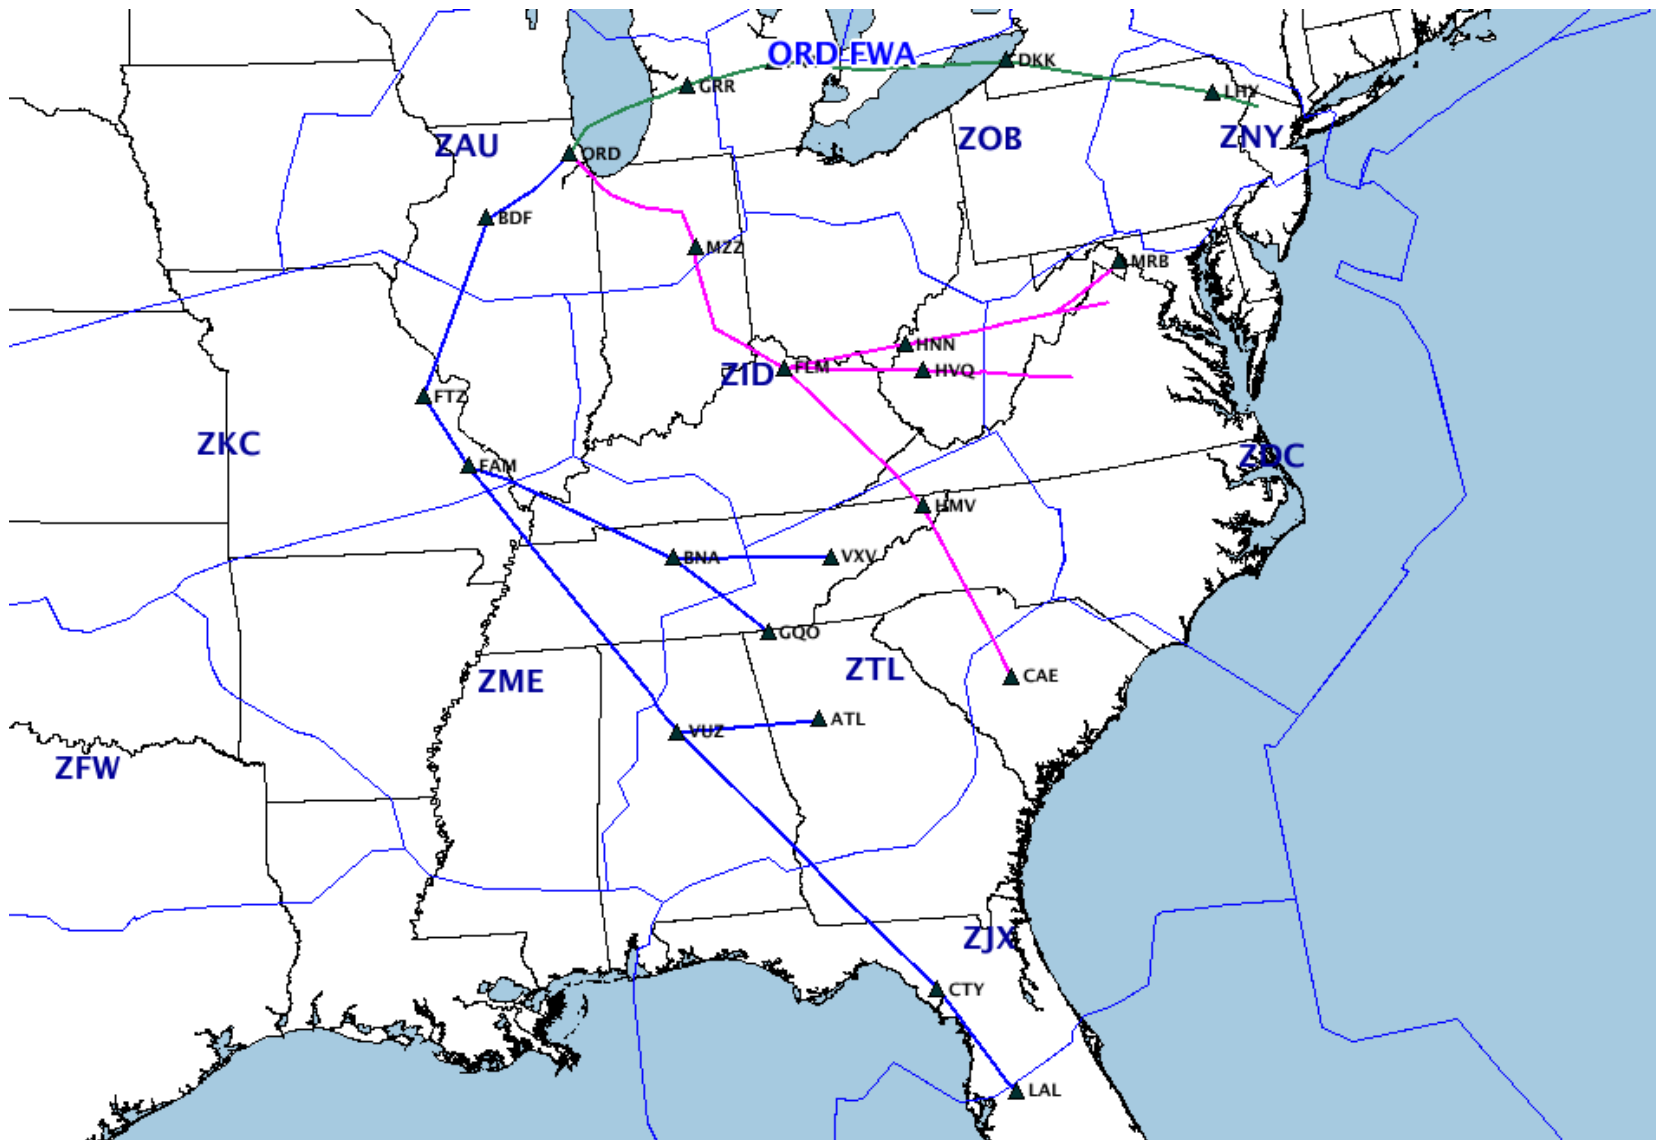 ORD FWA
DKK
GRR
LHY
ZAU
ZOB
ZNY
ORD
BDF
MZZ
MRB
HNN
ZID
FLM
HVQ
FTZ
ZKC
ZDC
FAM
HMV
BNA
VXV
GQO
ZME
ZTL
CAE
ATL
VUZ
ZFW
ZJX
CTY
LAL